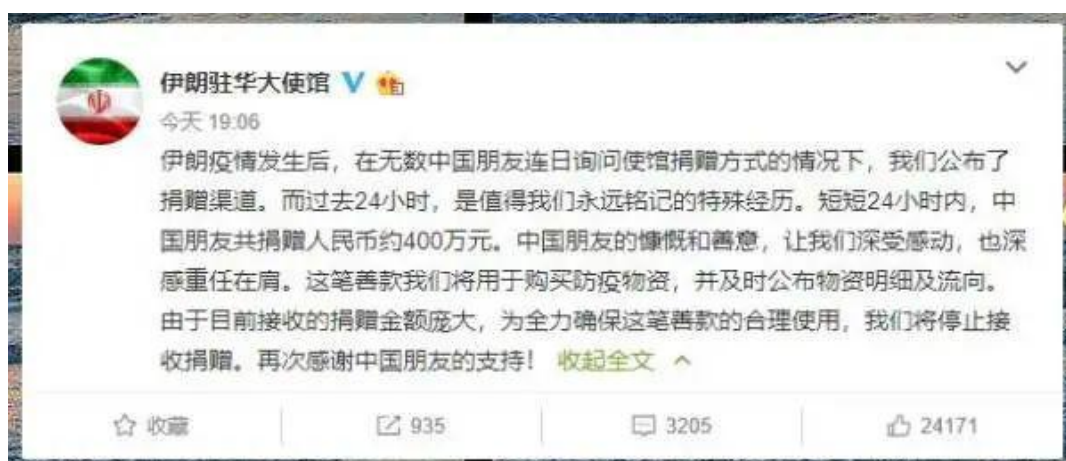 伊朗驻华大使馆
今天 19:06
伊朗疫情发生后，在无数中国朋友连日询问使馆捐赠方式的情况下，我们公布了
捐赠渠道。而过去24小时，是值得我们永远铭记的特殊经历。短短24小时内，中
国朋友共捐赠人民币约400万元。中国朋友的慷慨和善意，让我们深受感动，也深
感重任在肩。这笔善款我们将用于购买防疫物资，并及时公布物资明细及流向。
由于目前接收的捐赠金额庞大，为全力确保这笔善款的合理使用，我们将停止接
收捐赠。再次感谢中国朋友的支持！ 收起全文
收藏 935 3205 24171